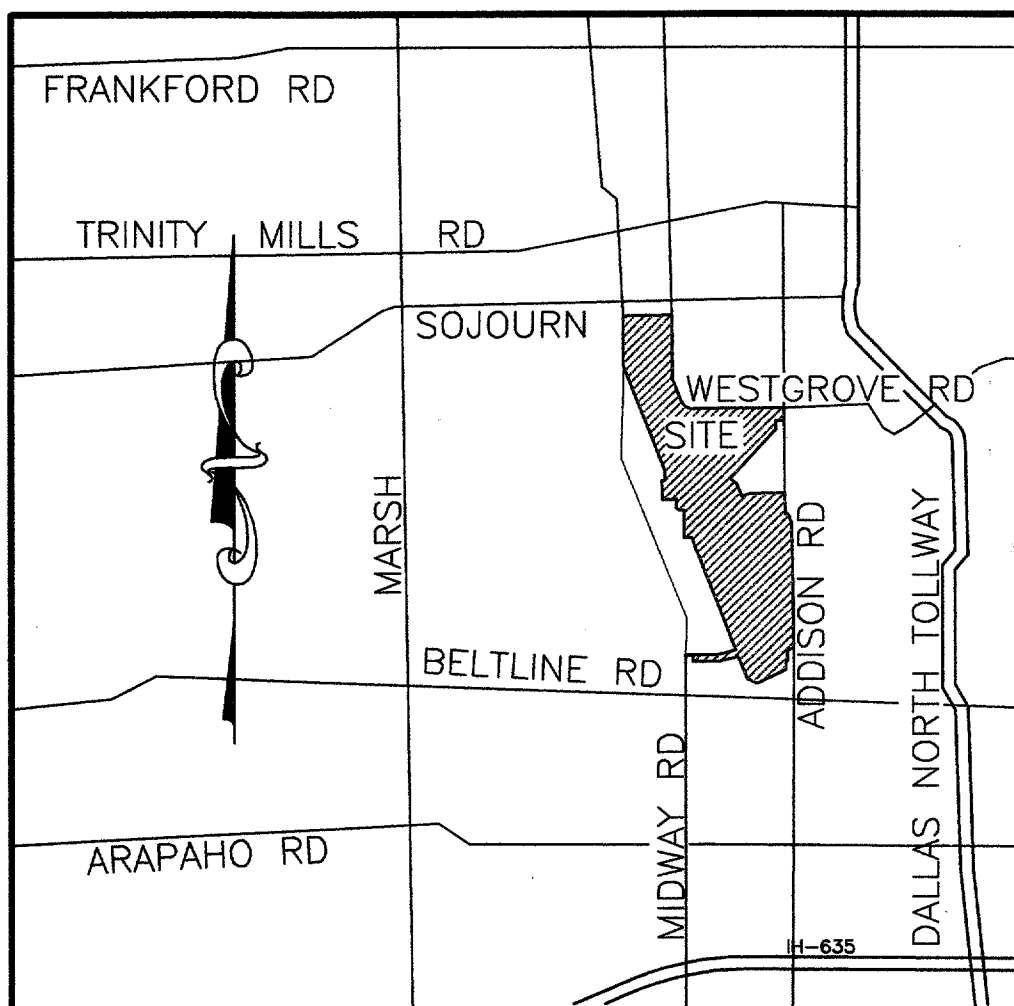 FRANKFORD RD
TRINITY MILLS RD
SOJOURN
WESTGROVE RD
SITE
MARSH
ADDISON RD
DALLAS NORTH TOLLWAY
BELTLINE RD
MIDWAY RD
ARAPAHO RD
IH-635